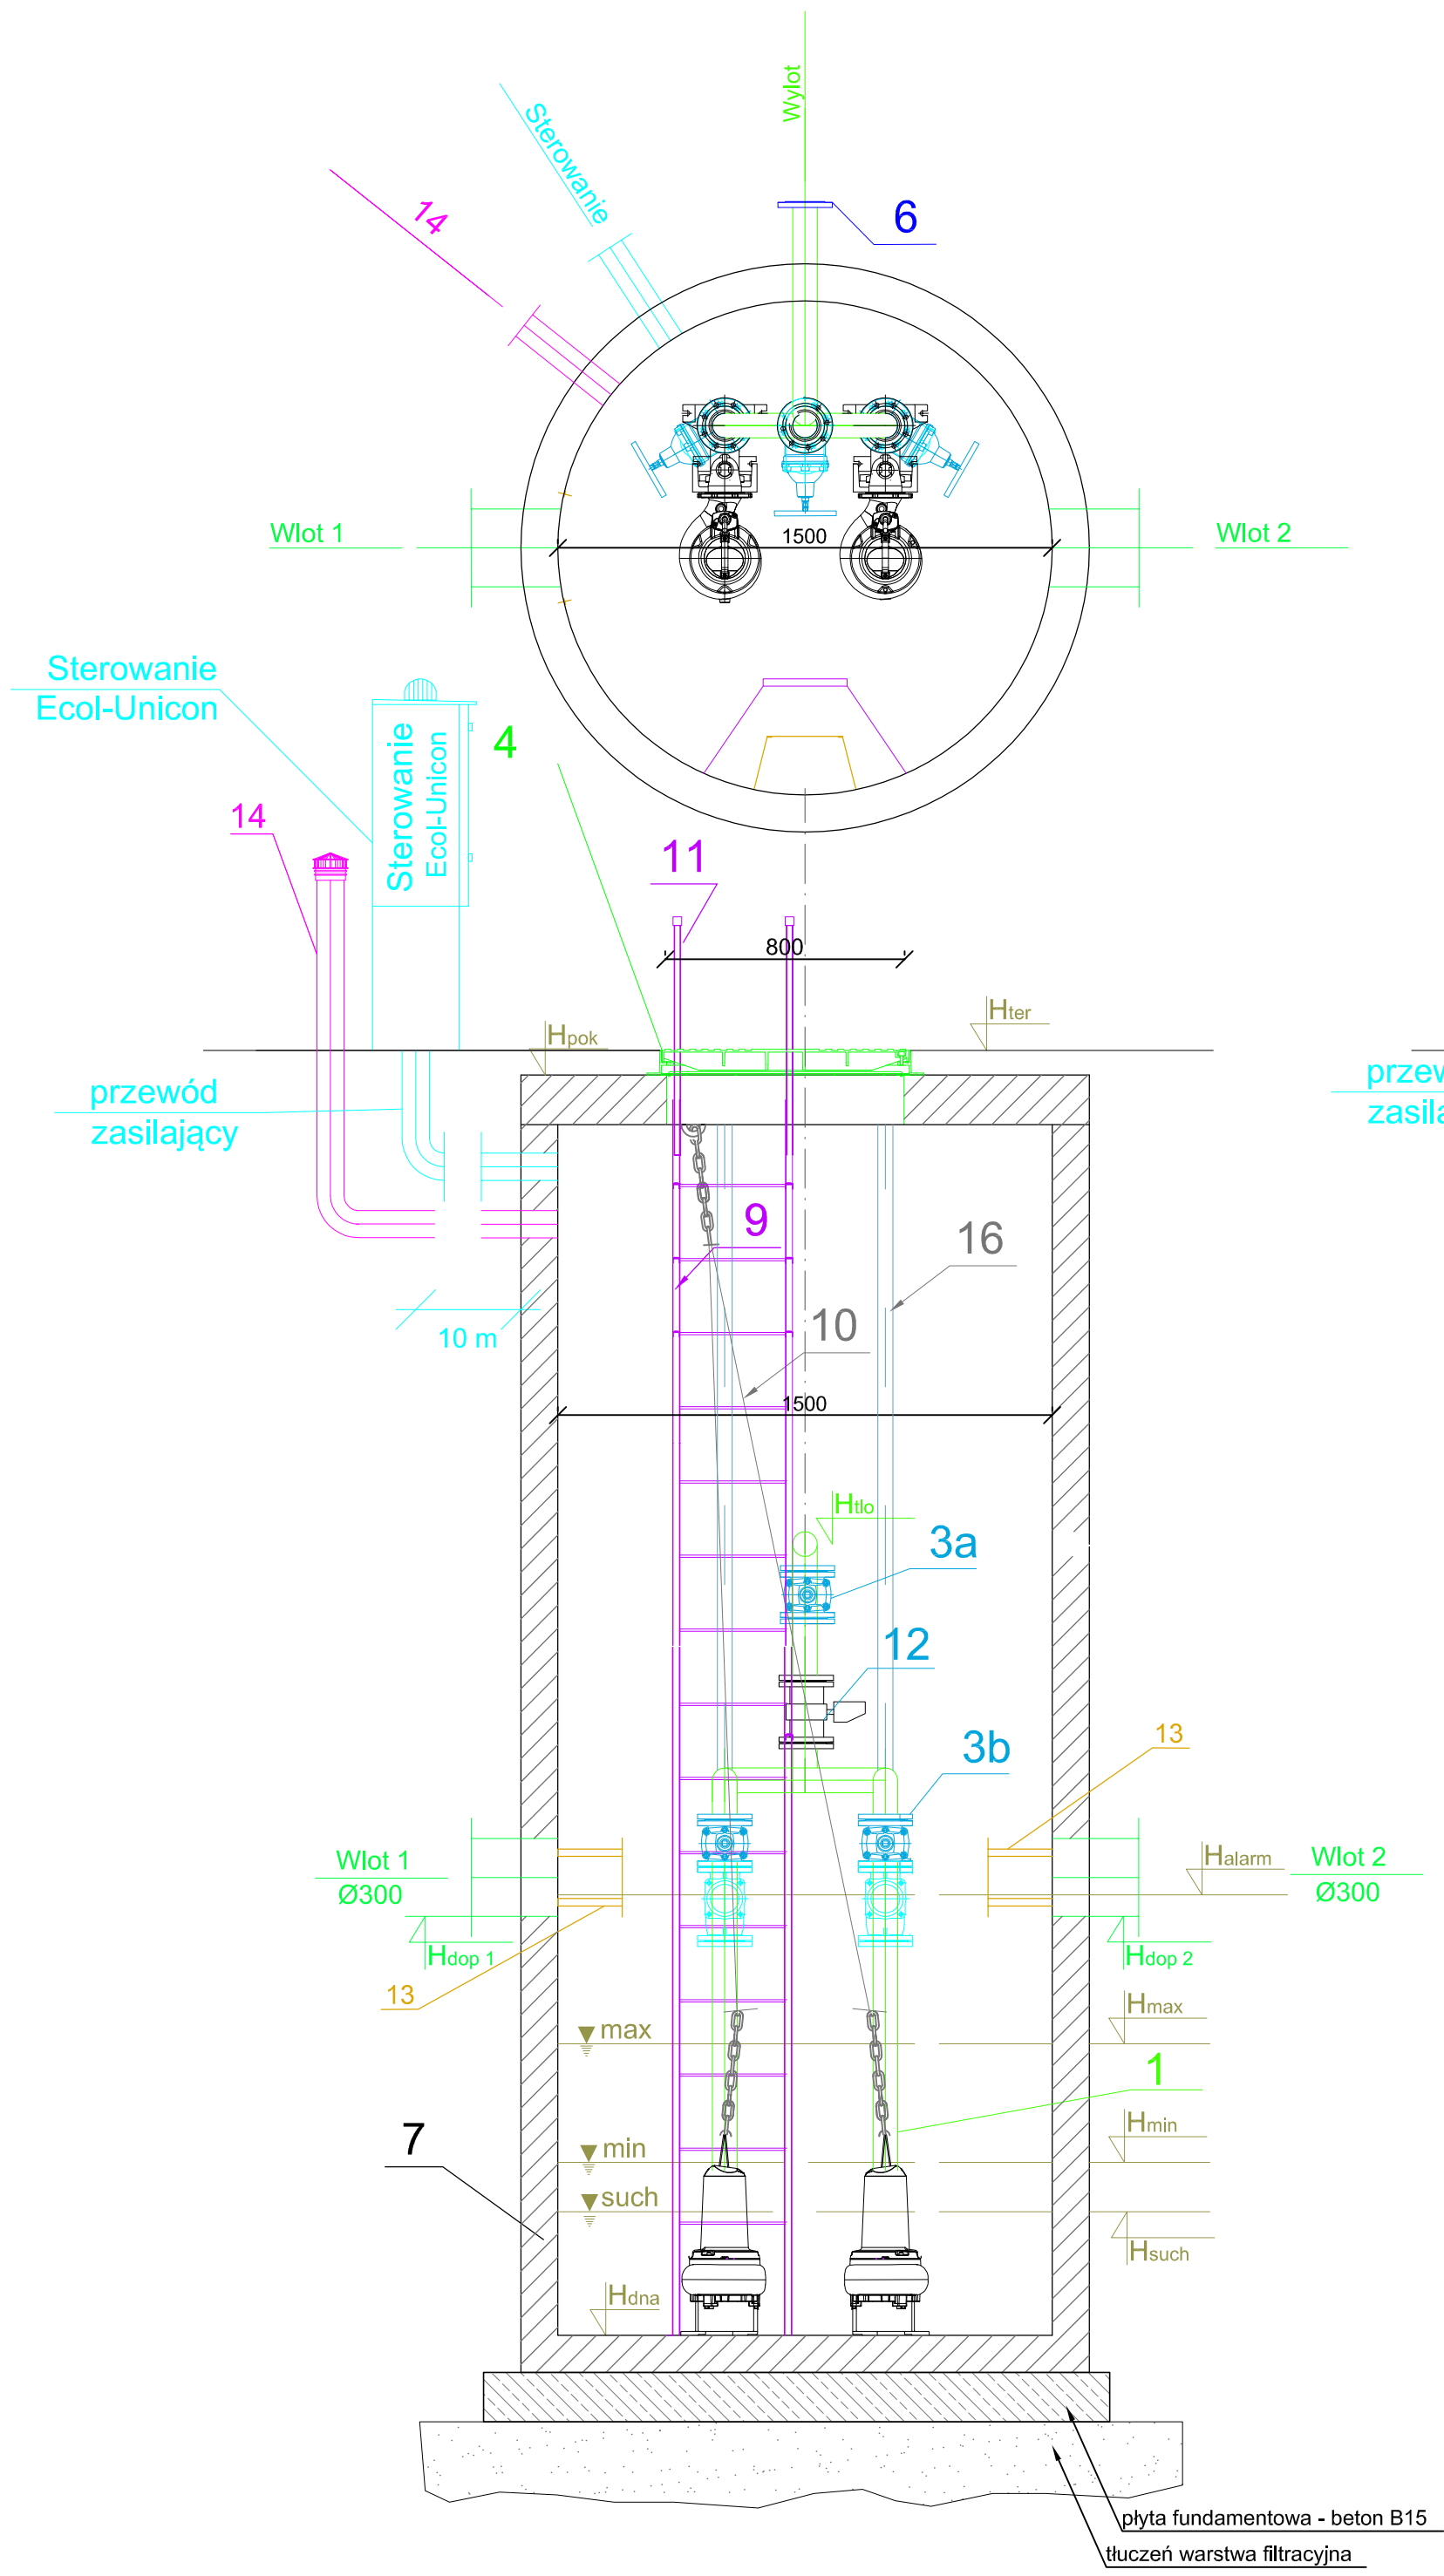 Wylot
Sterowanie
14
6
Wlot 1
1500
Wlot 2
Sterowanie
Ecol-Unicon
Sterowanie
Ecol-Unicon
4
14
11
800
Hpok
Hter
przewód
zasilający
9
16
10 m
10
1500
Htlo
3a
12
3b
13
Wlot 1
Ø300
Halarm
Wlot 2
Ø300
Hdop 1
Hdop 2
13
max
Hmax
1
7
min
Hmin
such
Hsuch
Hdna
płyta fundamentowa - beton B15
tłuczeń warstwa filtracyjna